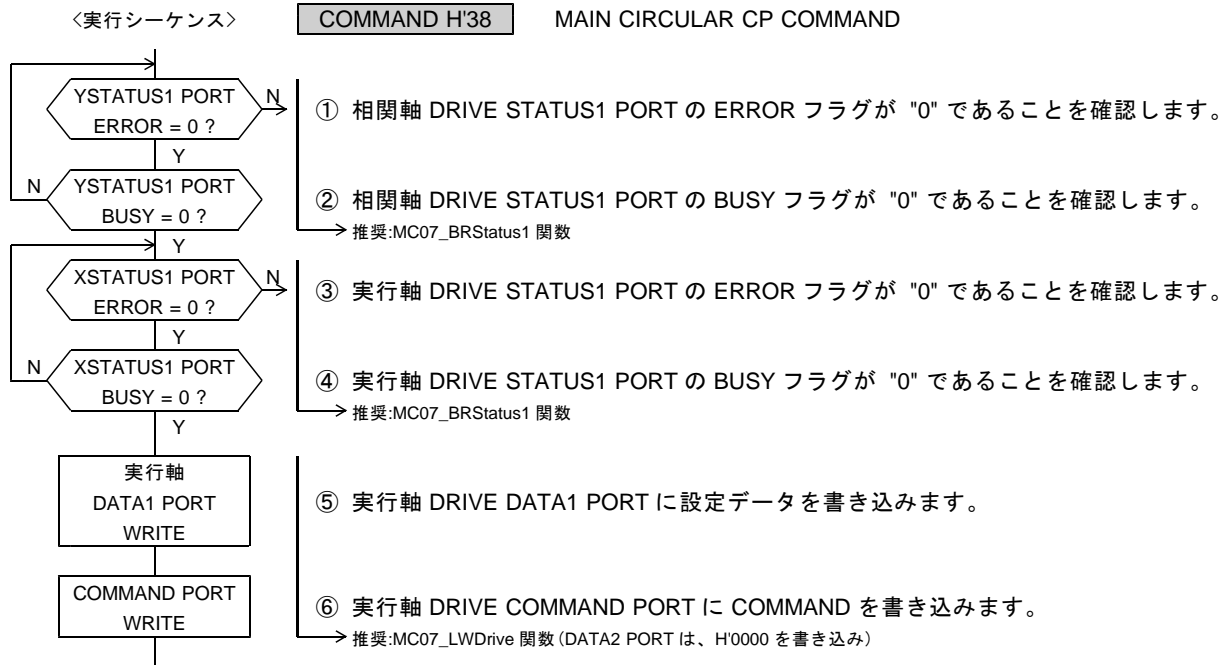 〈実行シーケンス〉 COMMAND H'38 MAIN CIRCULAR CP COMMAND
YSTATUS1 PORT
ERROR = 0 ?
N
① 相関軸 DRIVE STATUS1 PORT の ERROR フラグが "0" であることを確認します。
Y
N
YSTATUS1 PORT
BUSY = 0 ?
② 相関軸 DRIVE STATUS1 PORT の BUSY フラグが "0" であることを確認します。
推奨:MC07_BRStatus1 関数
Y
XSTATUS1 PORT
ERROR = 0 ?
N
③ 実行軸 DRIVE STATUS1 PORT の ERROR フラグが "0" であることを確認します。
Y
N
XSTATUS1 PORT
BUSY = 0 ?
④ 実行軸 DRIVE STATUS1 PORT の BUSY フラグが "0" であることを確認します。
推奨:MC07_BRStatus1 関数
Y
実行軸
DATA1 PORT
WRITE
⑤ 実行軸 DRIVE DATA1 PORT に設定データを書き込みます。
COMMAND PORT
WRITE
⑥ 実行軸 DRIVE COMMAND PORT に COMMAND を書き込みます。
推奨:MC07_LWDrive 関数(DATA2 PORT は、H'0000 を書き込み)